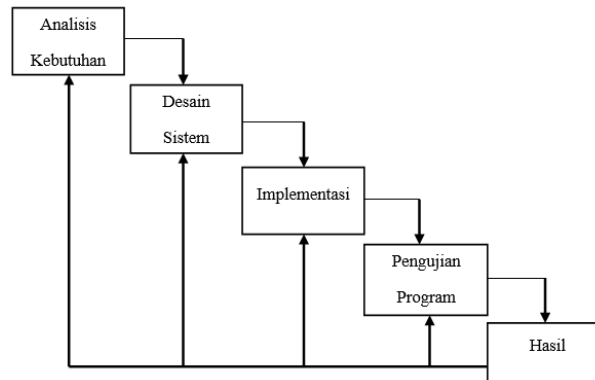 Analisis
Kebutuhan
Desain
Sistem
Implementasi
Pengujian
Program
Hasil